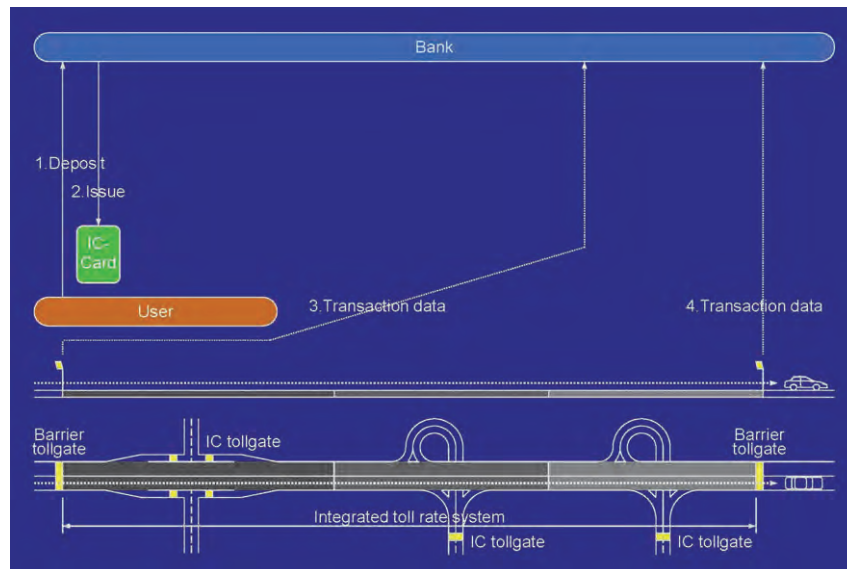 Bank
1.Deposit
2.Issue
IC-
Card
User
3.Transaction data
4.Transaction data
Barrier
tollgate
IC tollgate
Barrier
tollgate
Integrated toll rate system
IC tollgate
IC tollgate